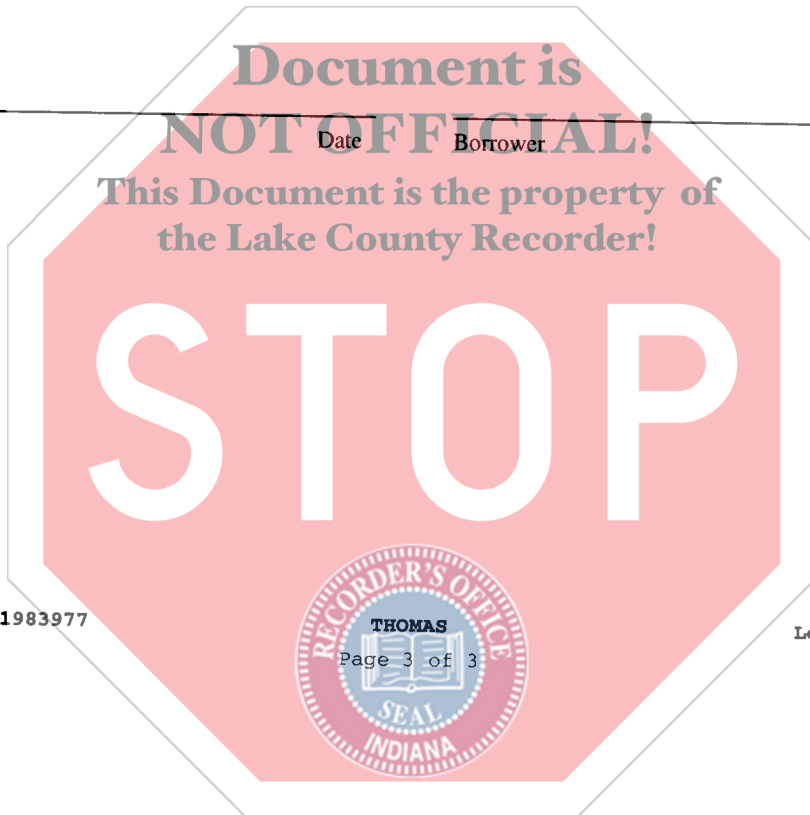 Document is
NOT OFFICIAL!
Date Borrower
This Document is the property of
the Lake County Recorder!
STOP
RECORDER'S OFFICE
1983977 THOMAS
Page 3 of 3
SEAL
INDIANA